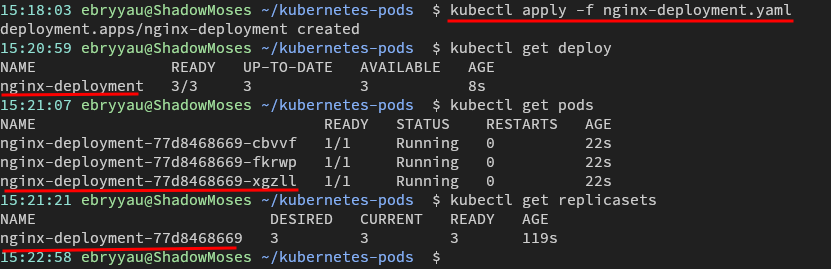 15:18:03 ebryyau@ShadowMoses ~/kubernetes-pods $ kubectl apply -f nginx-deployment.yaml
deployment.apps/nginx-deployment created
15:20:59 ebryyau@ShadowMoses ~/kubernetes-pods $ kubectl get deploy
NAME READY UP-TO-DATE AVAILABLE AGE
nginx-deployment 3/3 3 3 8s
15:21:07 ebryyau@ShadowMoses ~/kubernetes-pods $ kubectl get pods
NAME READY STATUS RESTARTS AGE
nginx-deployment-77d8468669-cbvvf 1/1 Running 0 22s
nginx-deployment-77d8468669-fkrwp 1/1 Running 0 22s
nginx-deployment-77d8468669-xgzll 1/1 Running 0 22s
15:21:21 ebryyau@ShadowMoses ~/kubernetes-pods $ kubectl get replicasets
NAME DESIRED CURRENT READY AGE
nginx-deployment-77d8468669 3 3 3 119s
15:22:58 ebryyau@ShadowMoses ~/kubernetes-pods $